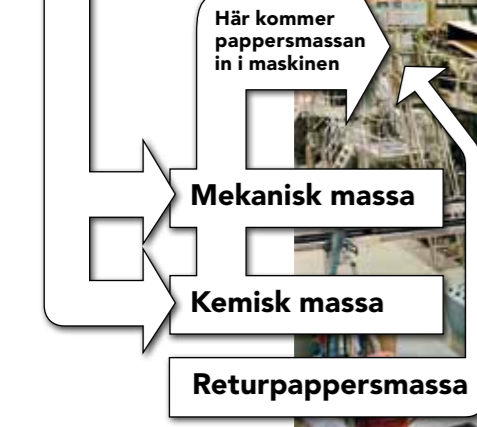 Här kommer
pappersmassan
in i maskinen
Mekanisk massa
Kemisk massa
Returpappersmassa